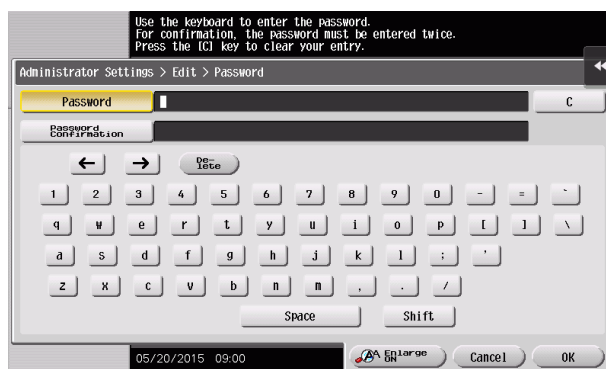 Use the keyboard to enter the password.
For confirmation, the password must be entered twice.
Press the [C] key to clear your entry.
Administrator Settings > Edit > Password
Password C
Password
Confirmation
← → De-
lete
1 2 3 4 5 6 7 8 9 0 - = `
q w e r t y u i o p [ ] \
a s d f g h j k l ; '
z x c v b n m , . /
Space Shift
05/20/2015 09:00 Enlarge
ON Cancel OK